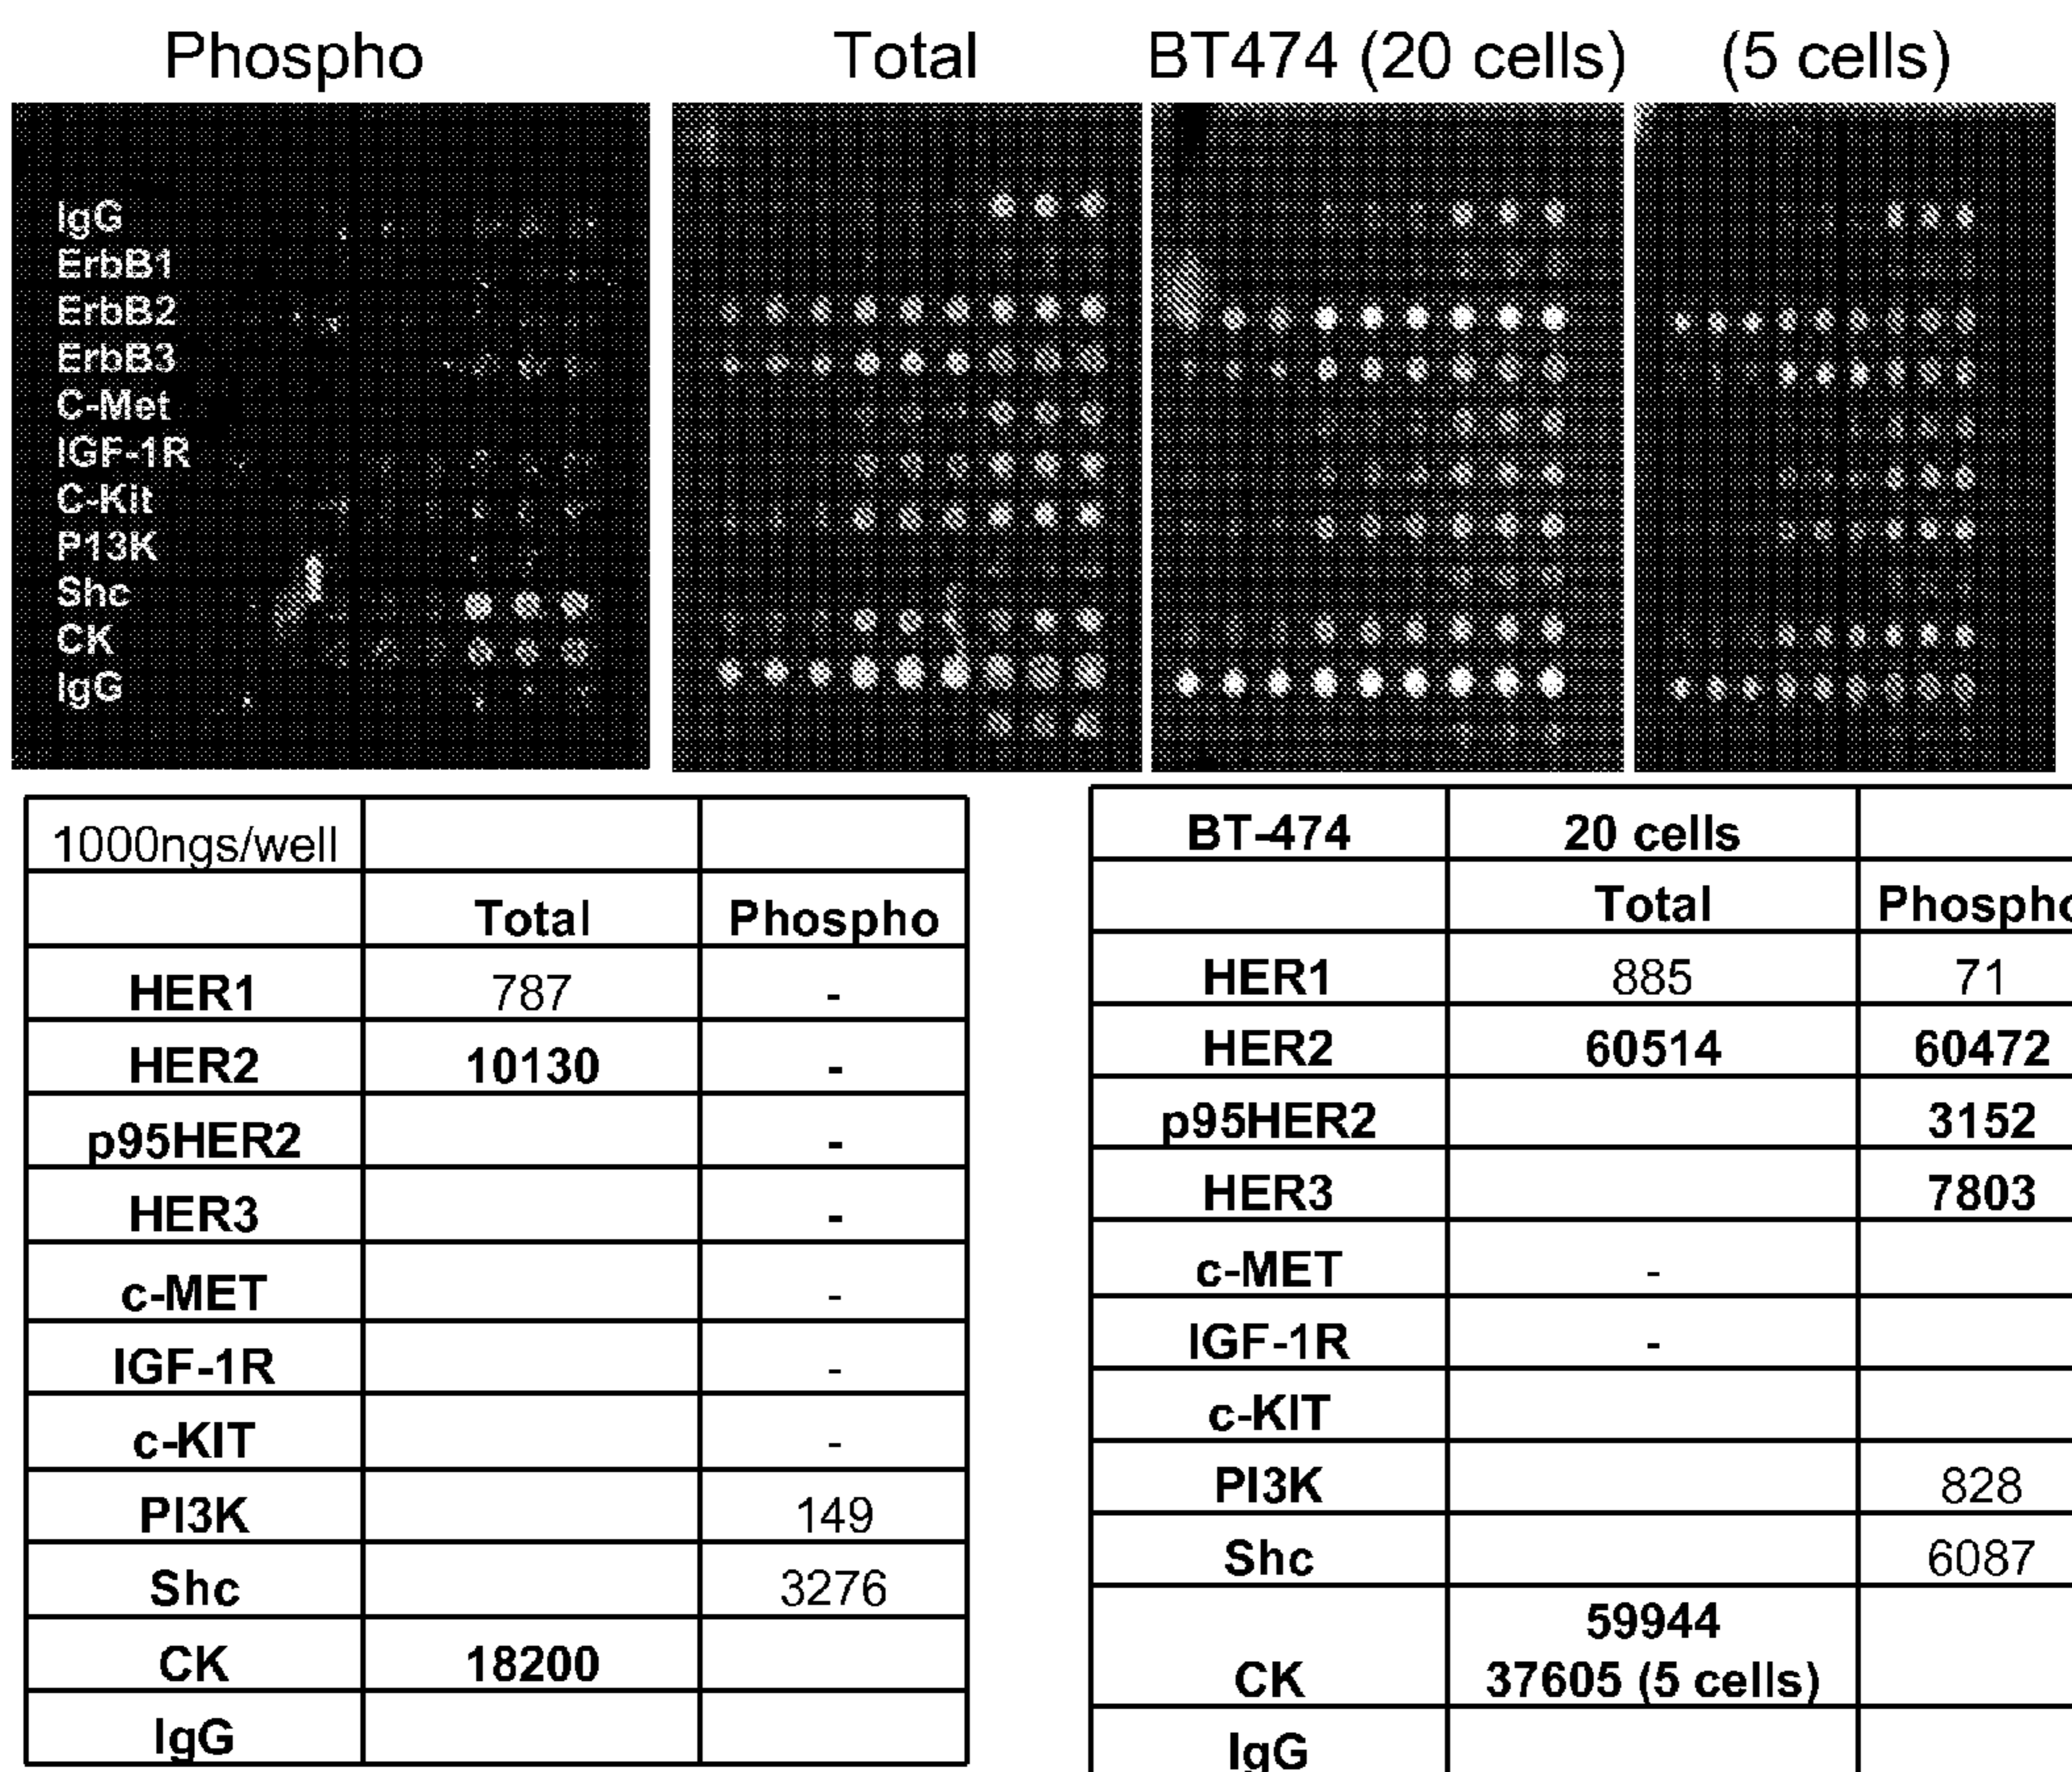 Phospho Total BT474 (20 cells) (5 cells)
IgG
ErbB1
ErbB2
ErbB3
C-Met
IGF-1R
C-Kit
P13K
Shc
CK
IgG
1000ngs/well
Total Phospho
HER1 787 -
HER2 10130 -
p95HER2 -
HER3 -
c-MET -
IGF-1R -
c-KIT -
PI3K 149
Shc 3276
CK 18200
IgG
BT-474 20 cells
Total Phospho
HER1 885 71
HER2 60514 60472
p95HER2 3152
HER3 7803
c-MET -
IGF-1R -
c-KIT
PI3K 828
Shc 6087
59944
CK 37605 (5 cells)
IgG